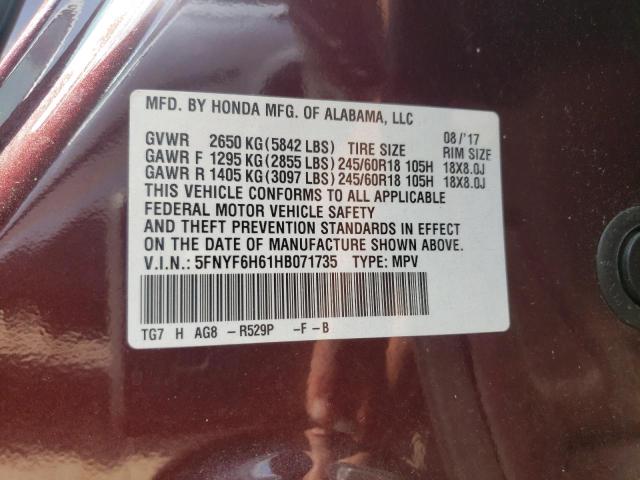 MFD. BY HONDA MFG. OF ALABAMA, LLC
GVWR 2650 KG(5842 LBS) TIRE SIZE 08/'17 RIM SIZE
GAWR F 1295 KG(2855 LBS) 245/60R18 105H 18X8.0J
GAWR R 1405 KG(3097 LBS) 245/60R18 105H 18X8.0J
THIS VEHICLE CONFORMS TO ALL APPLICABLE
FEDERAL MOTOR VEHICLE SAFETY
AND THEFT PREVENTION STANDARDS IN EFFECT
ON THE DATE OF MANUFACTURE SHOWN ABOVE.
V.I.N.: 5FNYF6H61HB071735 TYPE: MPV
TG7 H AG8 -R529P -F-B